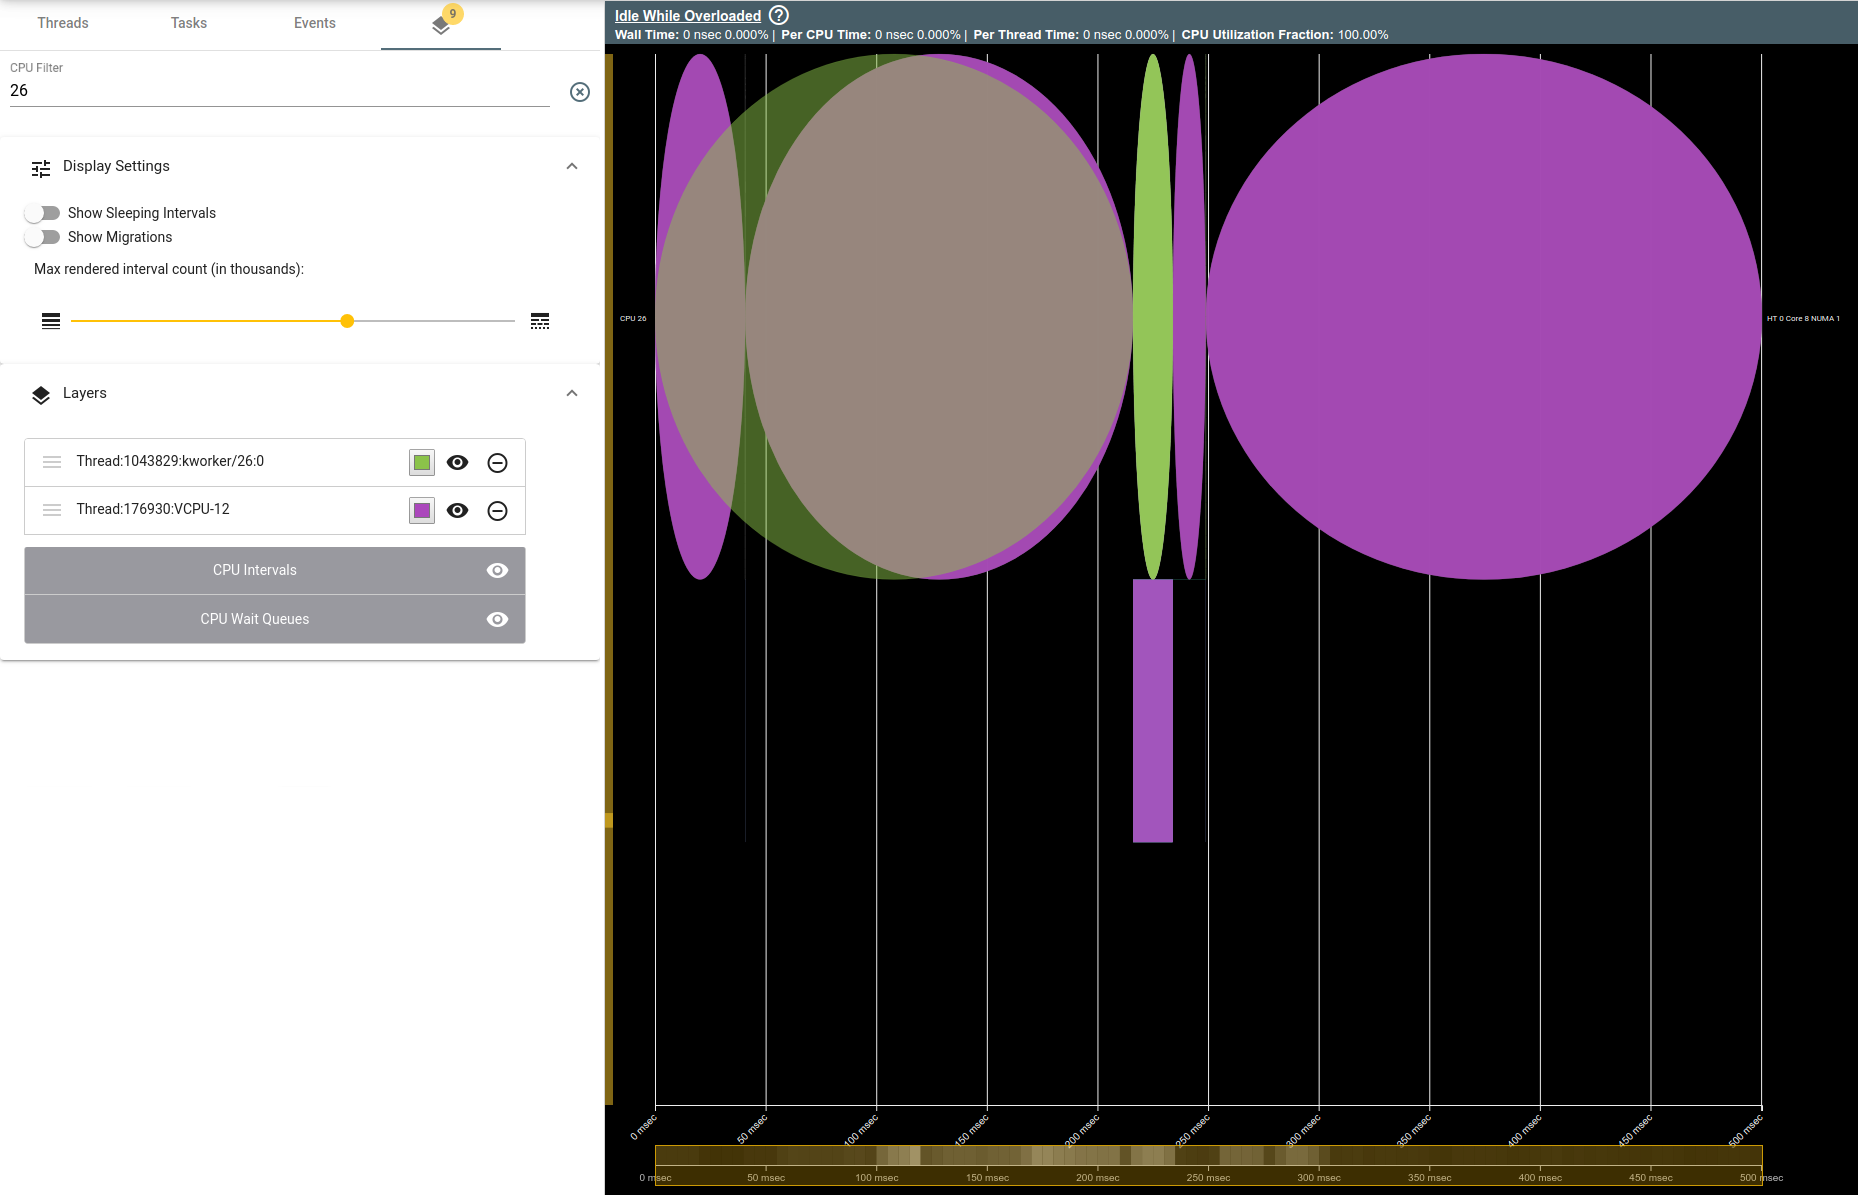 Threads
Tasks
Events
9
CPU Filter
26
Display Settings
Show Sleeping Intervals
Show Migrations
Max rendered interval count (in thousands):
Layers
Thread:1043829:kworker/26:0
Thread:176930:VCPU-12
CPU Intervals
CPU Wait Queues
Idle While Overloaded ?
Wall Time: 0 nsec 0.000% | Per CPU Time: 0 nsec 0.000% | Per Thread Time: 0 nsec 0.000% | CPU Utilization Fraction: 100.00%
CPU 26
HT 0 Core 8 NUMA 1
0 msec
50 msec
100 msec
150 msec
200 msec
250 msec
300 msec
350 msec
400 msec
450 msec
500 msec
0 msec
50 msec
100 msec
150 msec
200 msec
250 msec
300 msec
350 msec
400 msec
450 msec
500 msec